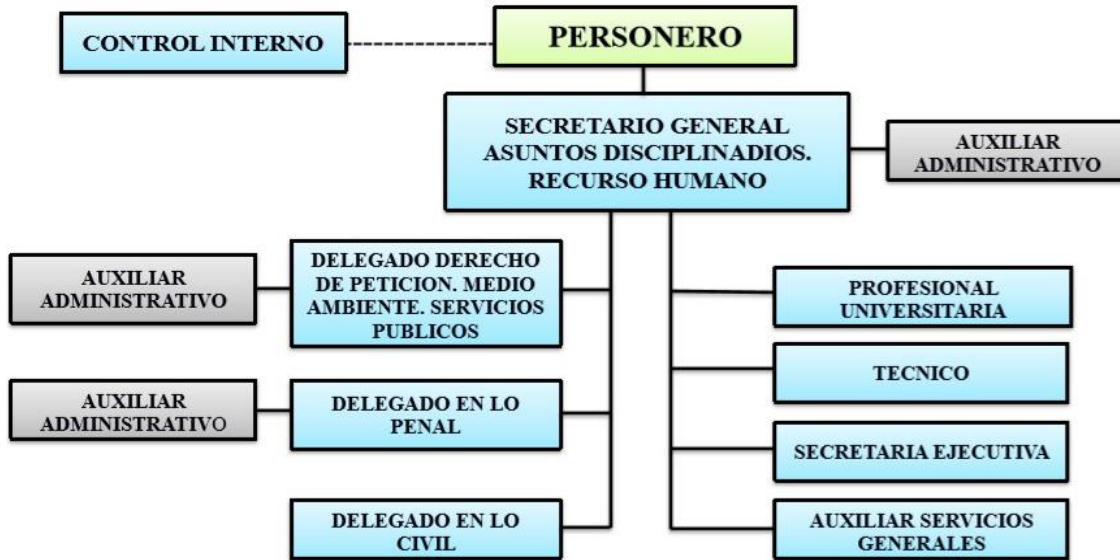 CONTROL INTERNO
PERSONERO
SECRETARIO GENERAL
ASUNTOS DISCIPLINADIOS.
RECURSO HUMANO
AUXILIAR
ADMINISTRATIVO
AUXILIAR
ADMINISTRATIVO
DELEGADO DERECHO
DE PETICION. MEDIO
AMBIENTE. SERVICIOS
PUBLICOS
PROFESIONAL
UNIVERSITARIA
AUXILIAR
ADMINISTRATIVO
DELEGADO EN LO
PENAL
TECNICO
SECRETARIA EJECUTIVA
DELEGADO EN LO
CIVIL
AUXILIAR SERVICIOS
GENERALES